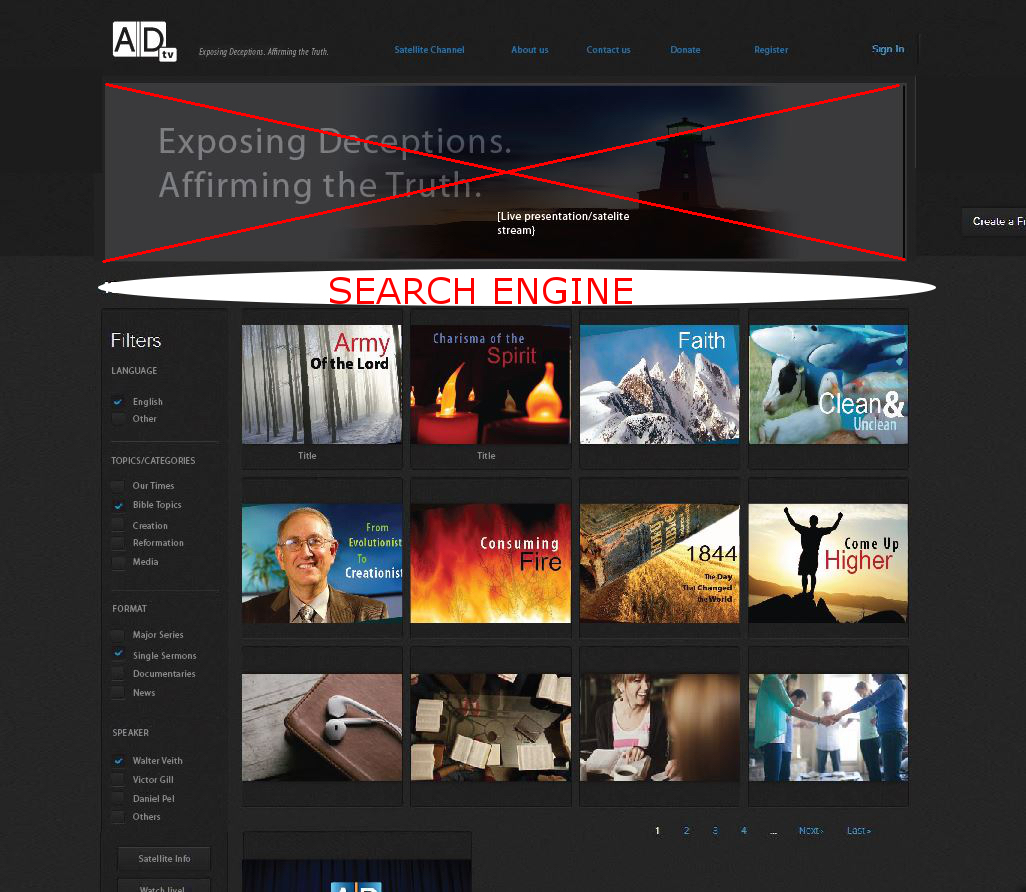 A|D
tv
Exposing Deceptions. Affirming the Truth.
Satellite Channel
About us
Contact us
Donate
Register
Sign In
Exposing Deceptions.
Affirming the Truth.
[Live presentation/satelite
stream}
Create a Fr
SEARCH ENGINE
Filters
LANGUAGE
English
Other
TOPICS/CATEGORIES
Our Times
Bible Topics
Creation
Reformation
Media
FORMAT
Major Series
Single Sermons
Documentaries
News
SPEAKER
Walter Veith
Victor Gill
Daniel Pel
Others
Satellite Info
Watch live!
Army
Of the Lord
Title
Charisma of the
Spirit
Title
Faith
Clean&
Unclean
From
Evolutionist
To
Creationist
Consuming
Fire
1844
The Day
That Changed
the World
Come Up
Higher
1 2 3 4 ... Next› Last»
A|D